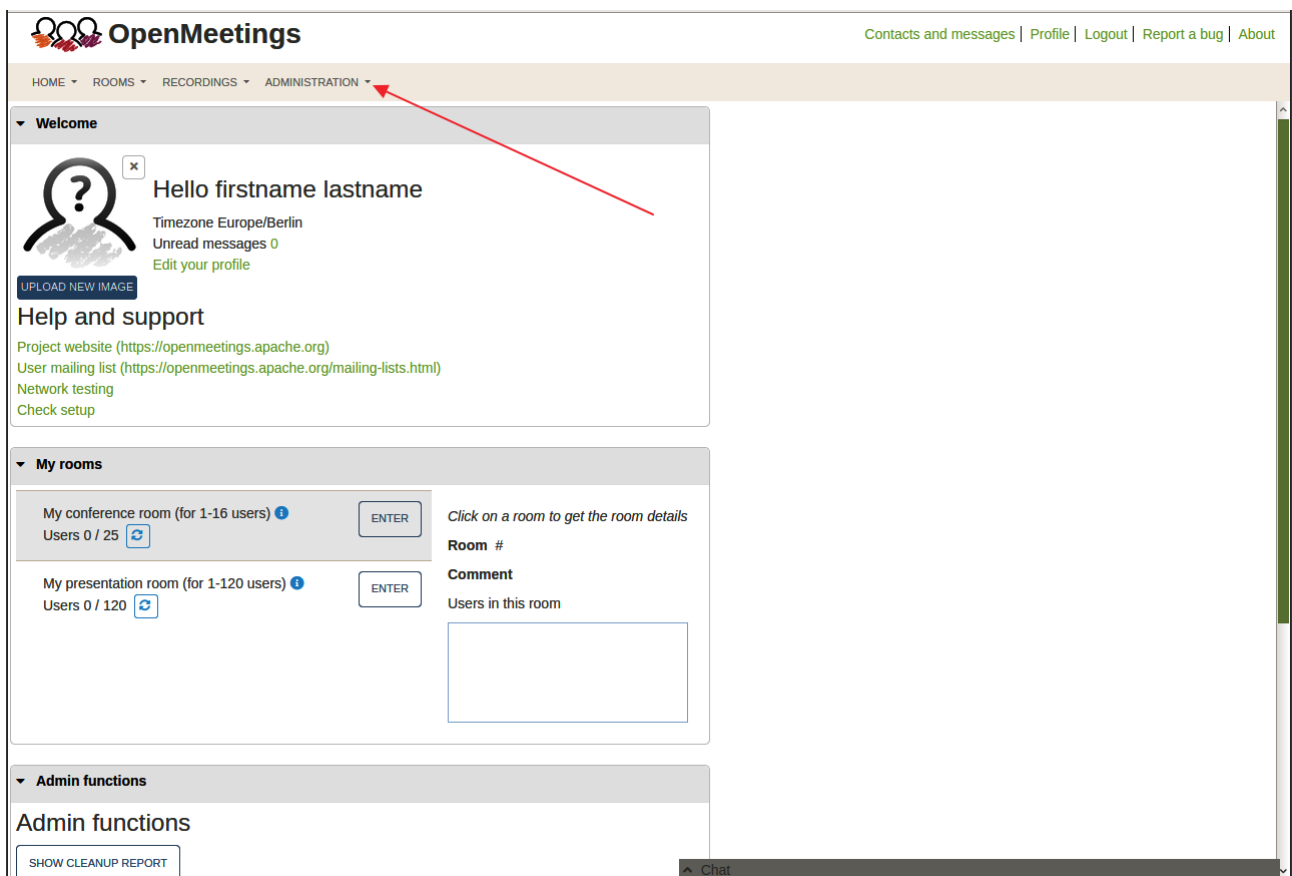 OpenMeetings
Contacts and messages | Profile | Logout | Report a bug | About
HOME ROOMS RECORDINGS ADMINISTRATION
Welcome
?
×
Hello firstname lastname
Timezone Europe/Berlin
Unread messages 0
Edit your profile
UPLOAD NEW IMAGE
Help and support
Project website (https://openmeetings.apache.org)
User mailing list (https://openmeetings.apache.org/mailing-lists.html)
Network testing
Check setup
My rooms
My conference room (for 1-16 users)
Users 0 / 25
ENTER
My presentation room (for 1-120 users)
Users 0 / 120
ENTER
Click on a room to get the room details
Room #
Comment
Users in this room
Admin functions
Admin functions
SHOW CLEANUP REPORT
Chat